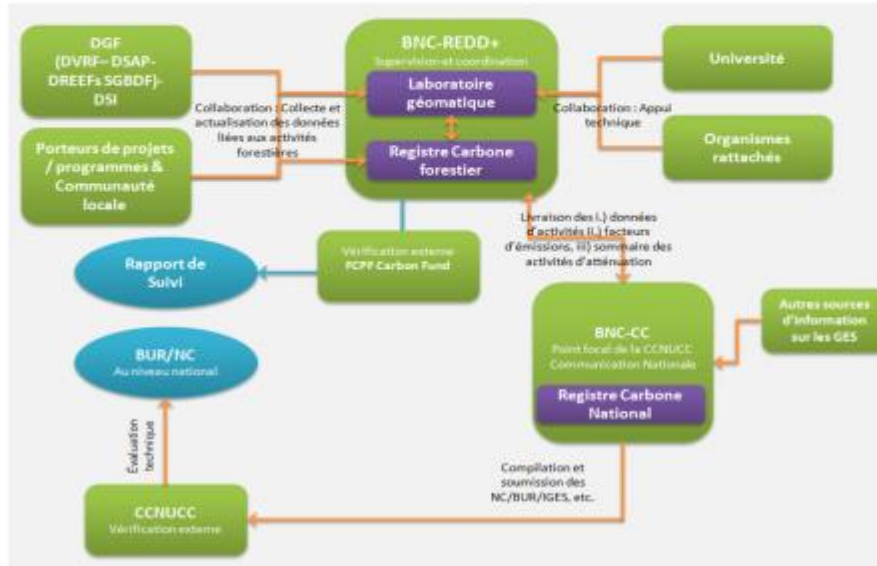 DGF
(DVRF– DSAP-
DREEFs SGBDF)-
DSI
BNC-REDD+
Supervision et coordination
Laboratoire
géomatique
Registre Carbone
forestier
Université
Collaboration : Collecte et
actualisation des données
liées aux activités
forestières
Collaboration : Appui
technique
Porteurs de projets
/ programmes &
Communauté
locale
Organismes
rattachés
Livraison des i.) données
d'activités ii.) facteurs
d'émissions, iii) sommaire des
activités d'atténuation
Vérification externe
FCPF Carbon Fund
Rapport de
Suivi
BNC-CC
Point focal de la CCNUCC
Communication Nationale
Registre Carbone
National
Autres sources
d'information
sur les GES
BUR/NC
Au niveau national
Évaluation
technique
Compilation et
soumission des
NC/BUR/IGES, etc.
CCNUCC
Vérification externe